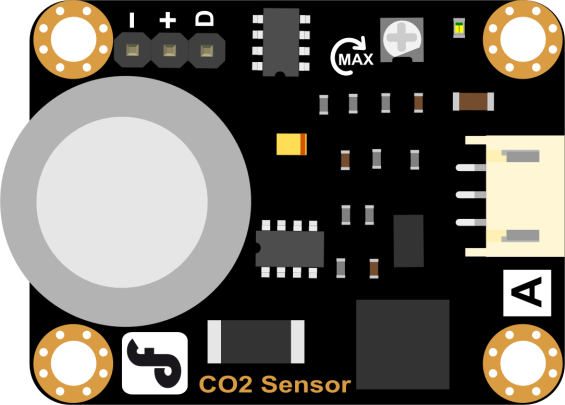 – + D
MAX
A
CO2 Sensor